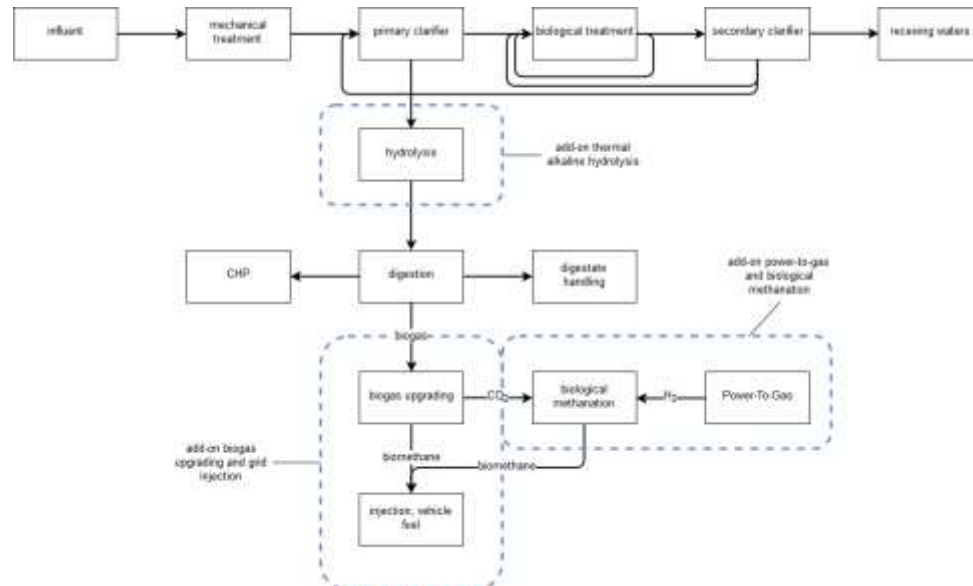 influent
mechanical
treatment
primary clarifier
biological treatment
secondary clarifier
receiving waters
hydrolysis
add-on thermal
alkaline hydrolysis
CHP
digestion
digestate
handling
add-on power-to-gas
and biological
methanation
biogas
biogas upgrading
CO2
biological
methanation
H2
Power-To-Gas
add-on biogas
upgrading and grid
injection
biomethane
biomethane
injection, vehicle
fuel